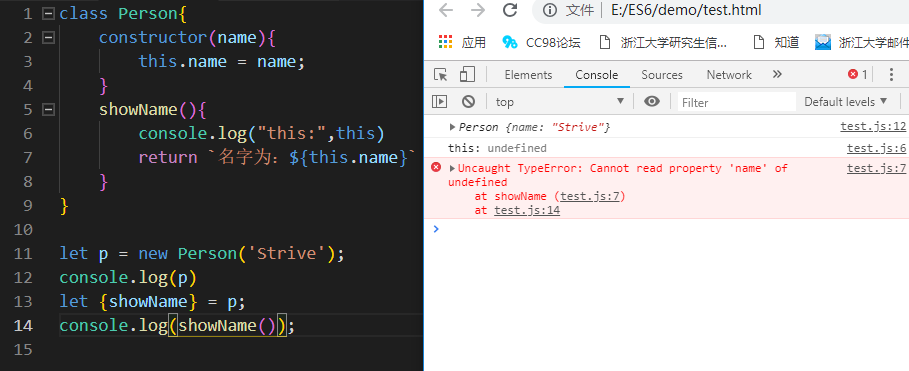 1 class Person{
2 constructor(name){
3 this.name = name;
4 }
5 showName(){
6 console.log("this:",this)
7 return `名字为：${this.name}`
8 }
9 }
10
11 let p = new Person('Strive');
12 console.log(p)
13 let {showName} = p;
14 console.log(showName());
15
文件 E:/ES6/demo/test.html
应用 CC98论坛 浙江大学研究生信... 知道 浙江大学邮件
Elements Console Sources Network » 1
top Filter Default levels
Person {name: "Strive"} test.js:12
this: undefined test.js:6
Uncaught TypeError: Cannot read property 'name' of test.js:7
undefined
at showName (test.js:7)
at test.js:14
>